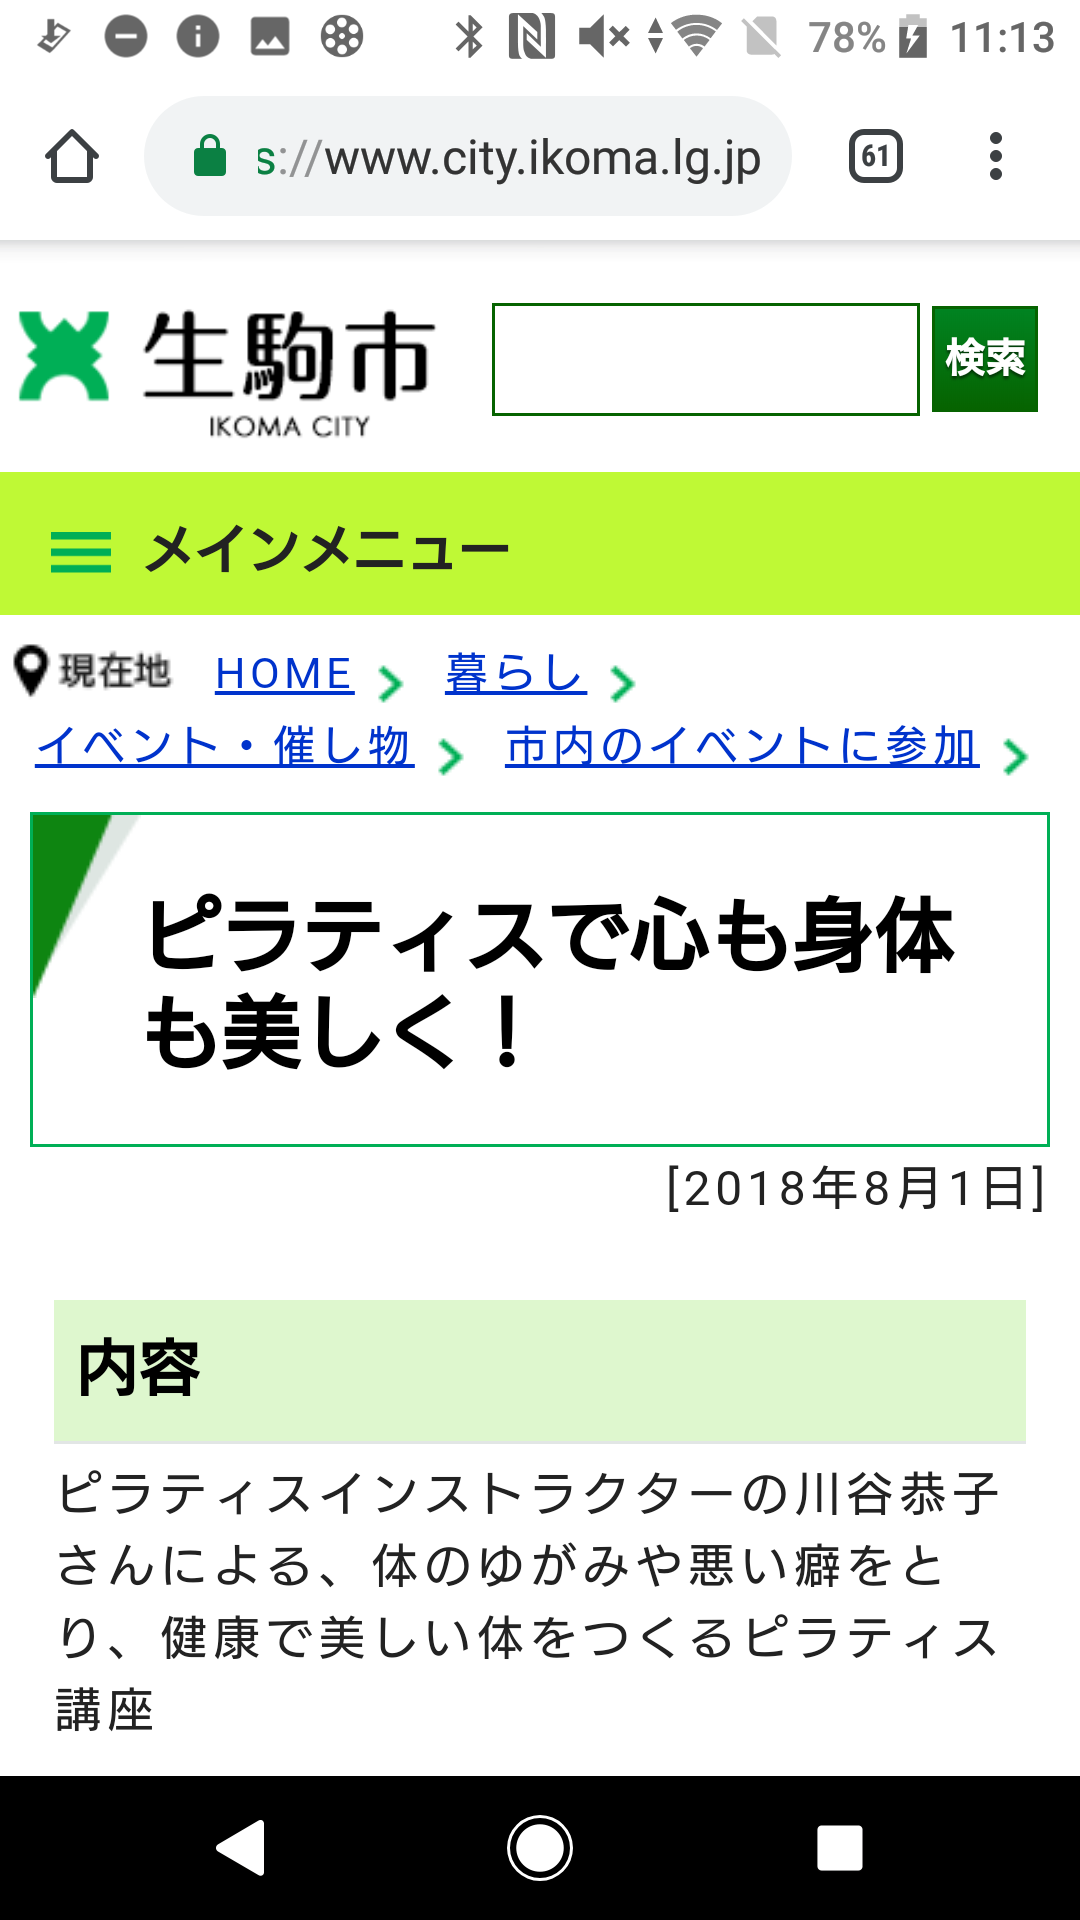 78% 11:13
s://www.city.ikoma.lg.jp
61
生駒市
IKOMA CITY
検索
メインメニュー
現在地 HOME 暮らし
イベント・催し物 市内のイベントに参加
ピラティスで心も身体
も美しく！
[2018年8月1日]
内容
ピラティスインストラクターの川谷恭子
さんによる、体のゆがみや悪い癖をと
り、健康で美しい体をつくるピラティス
講座